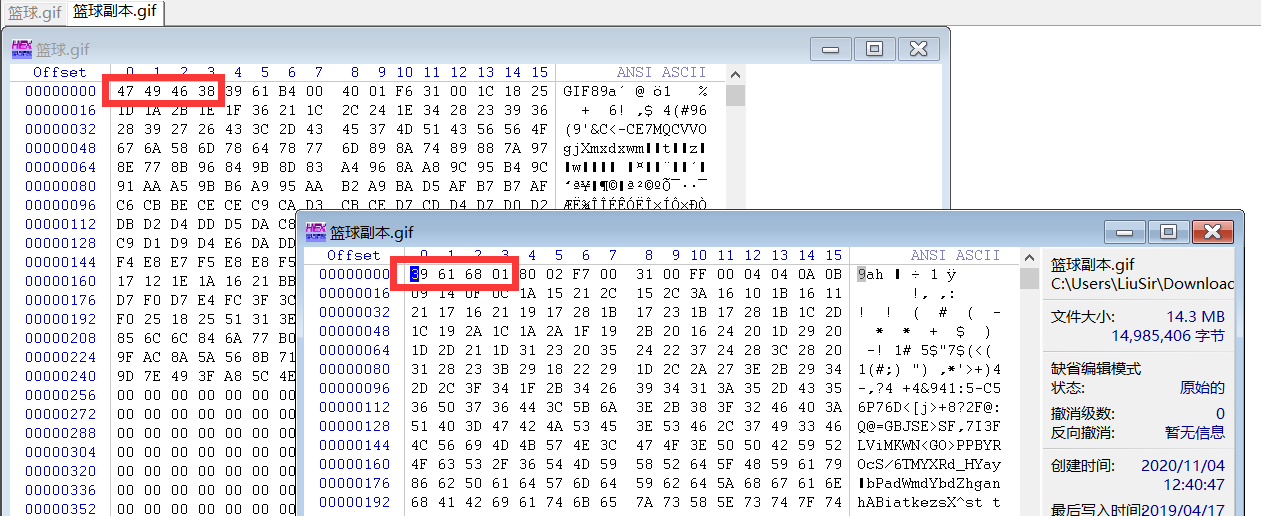 篮球.gif 篮球副本.gif
篮球.gif
Offset 0 1 2 3 4 5 6 7 8 9 10 11 12 13 14 15 ANSI ASCII
00000000 47 49 46 38 39 61 B4 00 40 01 F6 31 00 1C 18 25 GIF89a´ @ ö1 %
00000016 1D 1A 2B 1E 1F 36 21 1C 2C 24 1E 34 28 23 39 36 + 6! ,$ 4(#96
00000032 28 39 27 26 43 3C 2D 43 45 37 4D 51 43 56 56 4F (9'&C<-CE7MQCVVO
00000048 67 6A 58 6D 78 64 78 77 6D 89 8A 74 89 88 7A 97
00000064 8E 77 8B 96 84 9B 8D 83 A4 96 8A A8 9C 95 B4 9C
00000080 91 AA A5 9B B6 A9 95 AA B2 A9 BA D5 AF B7 B7 AF
00000096 C6 CB BE CE CE C9 CA D3 CB CE D7 CD D4 D7 D0 D2
00000112 DB D2 D4 DD D5 DA C8
00000128 C9 D1 D9 D4 E6 DA DD
00000144 F4 E8 E7 F5 E8 E8 F5
00000160 17 12 1E 1A 16 21 BB
00000176 D7 F0 D7 E4 FC 3F 3C
00000192 F0 25 18 25 51 31 3E
00000208 85 6C 6C 84 6A 77 B0
00000224 9F AC 8A 5A 56 8B 71
00000240 9D 7E 49 3F A8 5C 4E
00000256 00 00 00 00 00 00 00
00000272 00 00 00 00 00 00 00
00000288 00 00 00 00 00 00 00
00000304 00 00 00 00 00 00 00
00000320 00 00 00 00 00 00 00
00000336 00 00 00 00 00 00 00
00000352 00 00 00 00 00 00 00
篮球副本.gif
Offset 0 1 2 3 4 5 6 7 8 9 10 11 12 13 14 15 ANSI ASCII
00000000 39 61 68 01 80 02 F7 00 31 00 FF 00 04 04 0A 0B 9ah ÷ 1 ÿ
00000016 09 14 0F 0C 1A 15 21 2C 15 2C 3A 16 10 1B 16 11 !, ,:
00000032 21 17 16 21 19 17 28 1B 17 23 1B 17 28 1B 1C 2D ! ! ( # ( -
00000048 1C 19 2A 1C 1A 2A 1F 19 2B 20 16 24 20 1D 29 20 * * + $ )
00000064 1D 2D 21 1D 31 23 20 35 24 22 37 24 28 3C 28 20 -! 1# 5$"7$(<(
00000080 31 28 23 3B 29 18 22 29 1D 2C 2A 27 3E 2B 29 34 1(#;) ") ,*'>+)4
00000096 2D 2C 3F 34 1F 2B 34 26 39 34 31 3A 35 2D 43 35 -,?4 +4&941:5-C5
00000112 36 50 37 36 44 3C 5B 6A 3E 2B 38 3F 32 46 40 3A 6P76D<[j>+8?2F@:
00000128 51 40 3D 47 42 4A 53 45 3E 53 46 2C 37 49 33 46 Q@=GBJSE>SF,7I3F
00000144 4C 56 69 4D 4B 57 4E 3C 47 4F 3E 50 50 42 59 52 LViMKWN<GO>PPBYR
00000160 4F 63 53 2F 36 54 4D 59 58 52 64 5F 48 59 61 79 OcS/6TMYXRd_HYay
00000176 86 62 50 61 64 57 6D 64 59 62 64 5A 68 67 61 6E bPadWmdYbdZhgan
00000192 68 41 42 69 61 74 6B 65 7A 73 58 5E 73 74 7F 74 hABiatkezsX^st t
篮球副本.gif
C:\Users\LiuSir\Downloac
文件大小: 14.3 MB
14,985,406 字节
缺省编辑模式
状态: 原始的
撤消级数: 0
反向撤消: 暂无信息
创建时间: 2020/11/04
12:40:47
最后写入时间2019/04/17